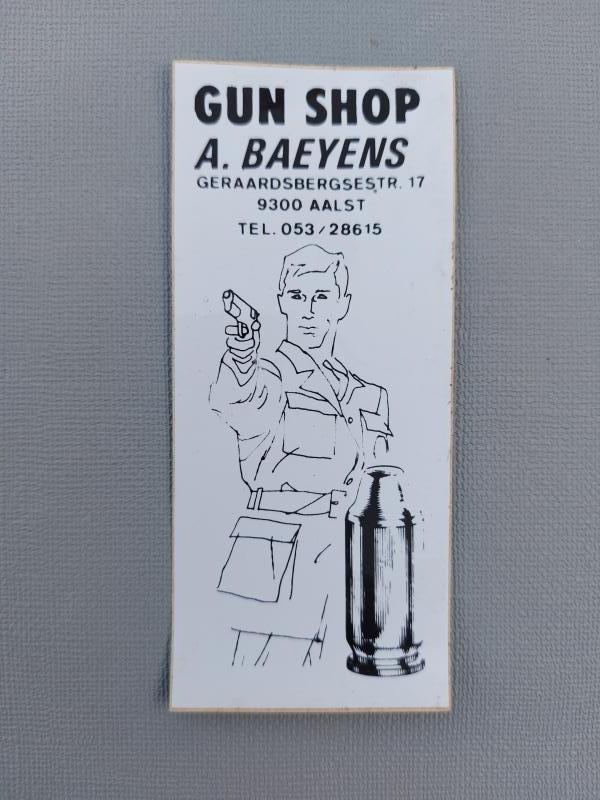 GUN SHOP
A. BAEYENS
GERAARDSBERGSESTR. 17
9300 AALST
TEL. 053/28615